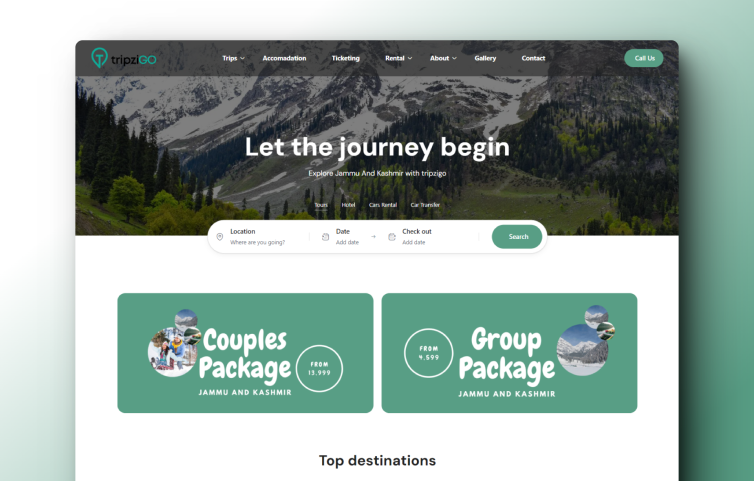 tripziGO
Trips Accomadation Ticketing Rental About Gallery Contact Call Us
Let the journey begin
Explore Jammu And Kashmir with tripzigo
Tours Hotel Cars Rental Car Transfer
Location Date Check out Search
Where are you going? Add date Add date
Couples
Package
JAMMU AND KASHMIR
FROM
13.999
FROM
4.599
Group
Package
JAMMU AND KASHMIR
Top destinations